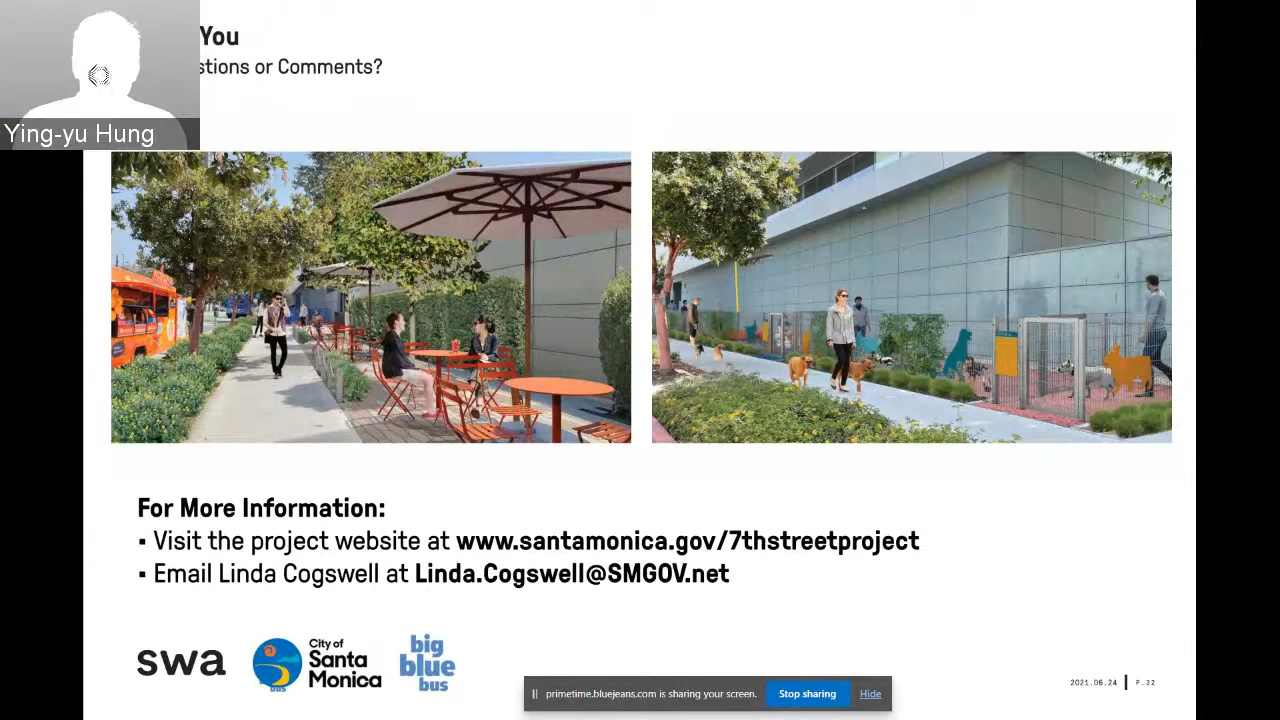 You
stions or Comments?
Ying-yu Hung
For More Information:
▪ Visit the project website at www.santamonica.gov/7thstreetproject
▪ Email Linda Cogswell at Linda.Cogswell@SMGOV.net
swa
City of
Santa
Monica
bus
big
blue
bus
primetime.bluejeans.com is sharing your screen.
Stop sharing
Hide
2021.06.24 | P.32